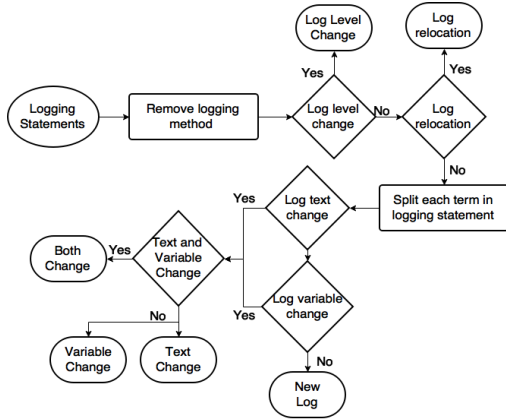 Log Level
Change
Log
relocation
Yes
Yes
Logging
Statements
Remove logging
method
Log level
change
No
Log
relocation
No
Split each term in
logging statement
Yes
Log text
change
Both
Change
Yes
Text and
Variable
Change
Yes
Log variable
change
No
Variable
Change
Text
Change
No
New
Log